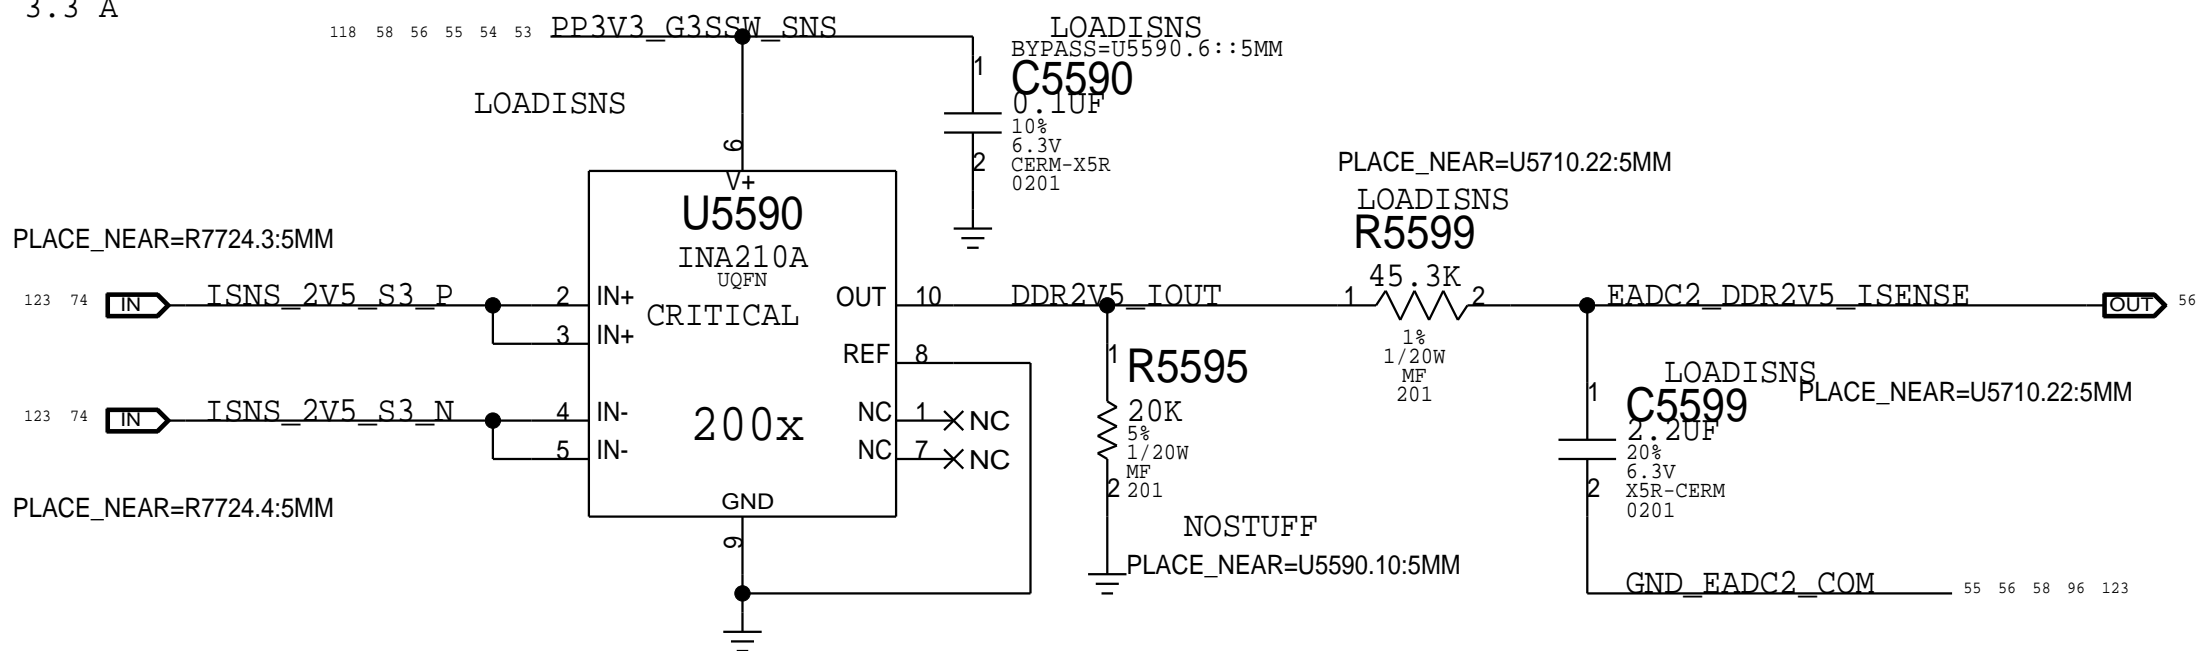 3.3 A
118 58 56 55 54 53 PP3V3_G3SSW_SNS
LOADISNS
BYPASS=U5590.6::5MM
1
C5590
0.1UF
10%
6.3V
2
CERM-X5R
0201
LOADISNS
6
V+
U5590
INA210A
UQFN
CRITICAL
200x
PLACE_NEAR=R7724.3:5MM
123 74 IN ISNS_2V5_S3_P 2 IN+
3 IN+
123 74 IN ISNS_2V5_S3_N 4 IN-
5 IN-
PLACE_NEAR=R7724.4:5MM
OUT 10 DDR2V5_IOUT
REF 8
NC 1 NC
NC 7 NC
GND
9
PLACE_NEAR=U5710.22:5MM
LOADISNS
R5599
45.3K
1 2
1%
1/20W
MF
201
EADC2_DDR2V5_ISENSE OUT 56
1
R5595
20K
5%
1/20W
MF
2 201
NOSTUFF
PLACE_NEAR=U5590.10:5MM
LOADISNS
PLACE_NEAR=U5710.22:5MM
1
C5599
2.2UF
20%
6.3V
2
X5R-CERM
0201
GND_EADC2_COM 55 56 58 96 123